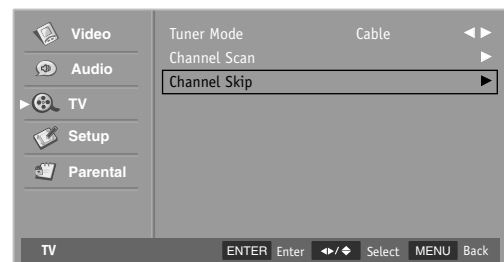 Video
Audio
TV
Setup
Parental
Tuner Mode Cable
Channel Scan
Channel Skip
TV ENTER Enter Select MENU Back